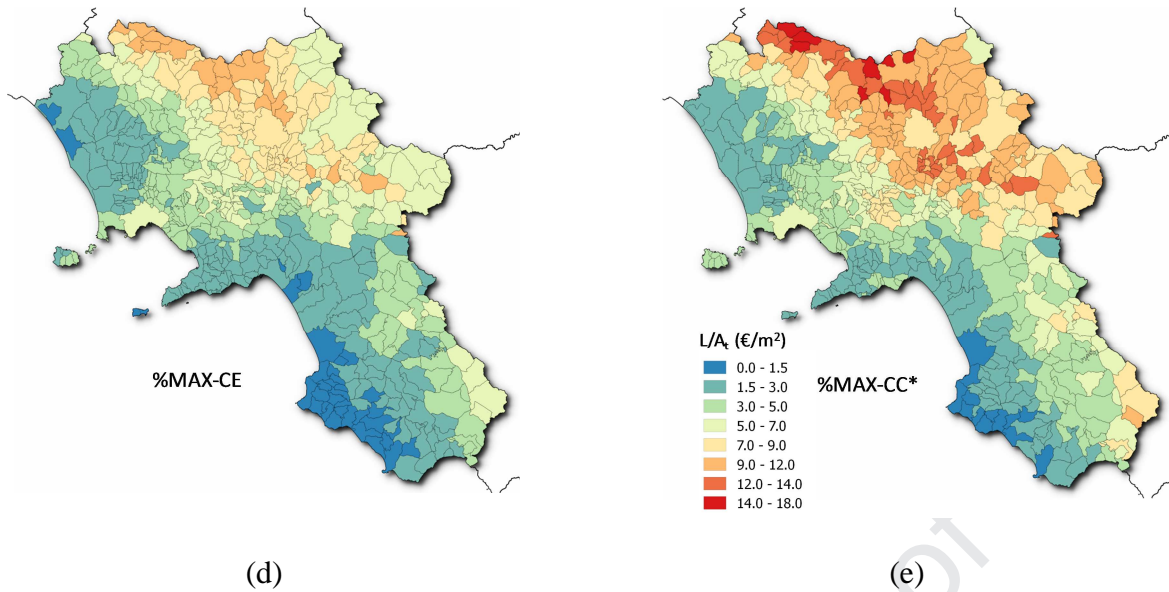 %MAX-CE
L/Aₜ (€/m²)
0.0 - 1.5
1.5 - 3.0
3.0 - 5.0
5.0 - 7.0
7.0 - 9.0
9.0 - 12.0
12.0 - 14.0
14.0 - 18.0
%MAX-CC*
(d)
(e)